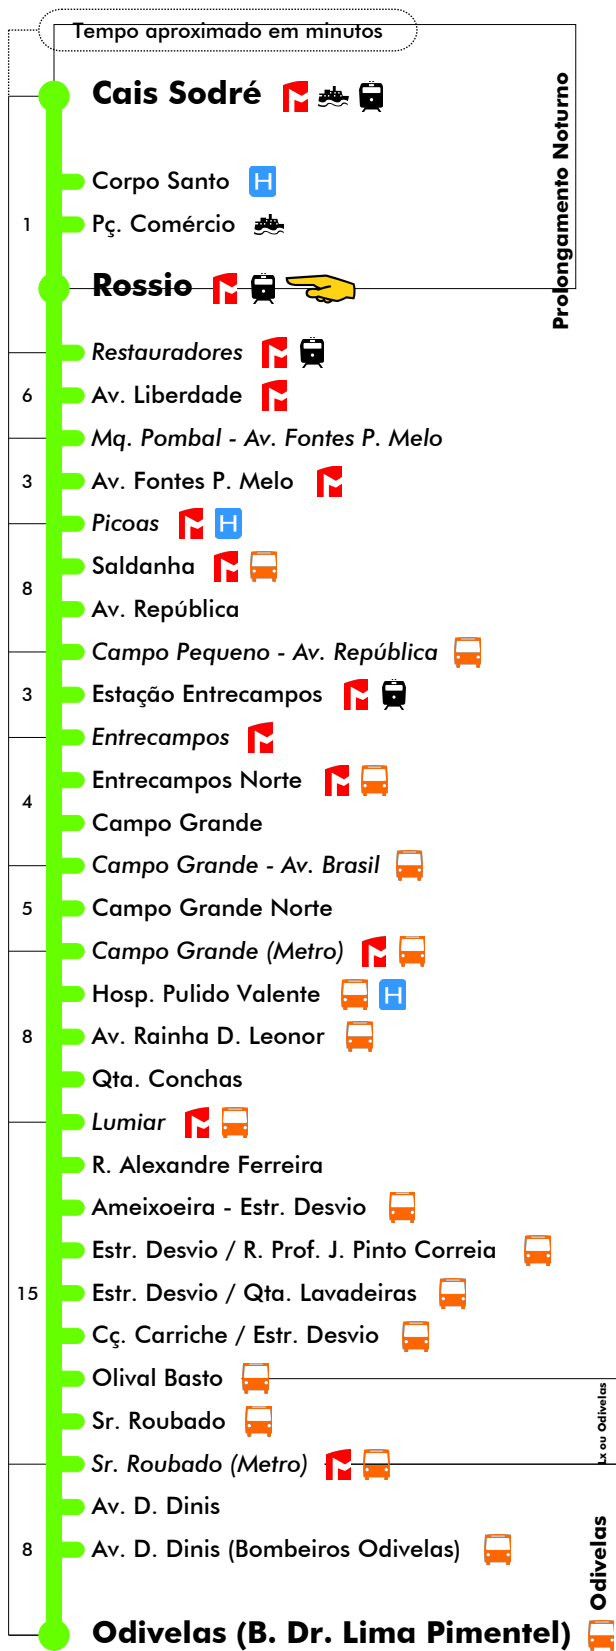 Tempo aproximado em minutos
Cais Sodré
Prolongamento Noturno
Corpo Santo H
1
Pç. Comércio
Rossio
Restauradores
6
Av. Liberdade
Mq. Pombal - Av. Fontes P. Melo
3
Av. Fontes P. Melo
Picoas H
Saldanha
8
Av. República
Campo Pequeno - Av. República
3
Estação Entrecampos
Entrecampos
Entrecampos Norte
4
Campo Grande
Campo Grande - Av. Brasil
5
Campo Grande Norte
Campo Grande (Metro)
Hosp. Pulido Valente H
8
Av. Rainha D. Leonor
Qta. Conchas
Lumiar
R. Alexandre Ferreira
Ameixoeira - Estr. Desvio
Estr. Desvio / R. Prof. J. Pinto Correia
15
Estr. Desvio / Qta. Lavadeiras
Cç. Carriche / Estr. Desvio
Olival Basto
Lx ou Odivelas
Sr. Roubado
Sr. Roubado (Metro)
Av. D. Dinis
8
Av. D. Dinis (Bombeiros Odivelas)
Odivelas
Odivelas (B. Dr. Lima Pimentel)